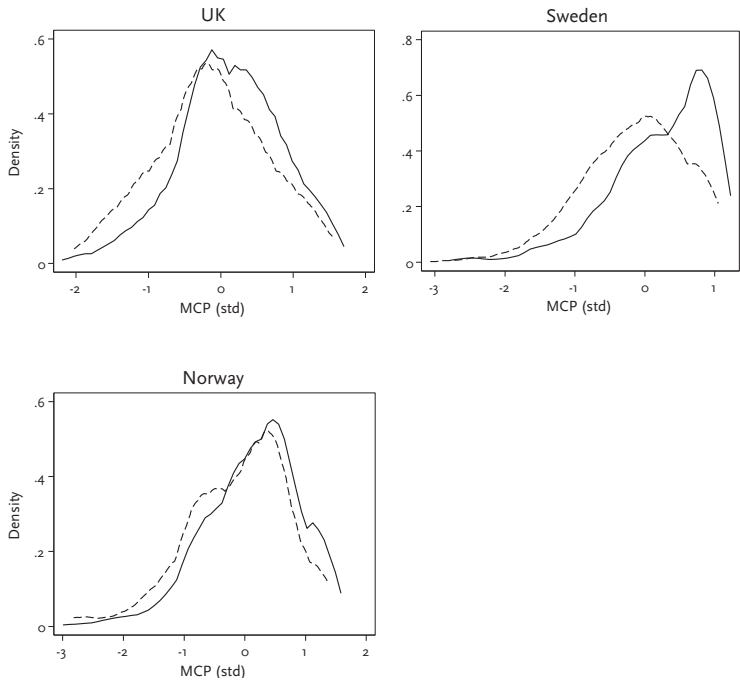 UK
.6
.4
.2
0
Density
-2 -1 0 1 2
MCP (std)
Sweden
.8
.6
.4
.2
0
-3 -2 -1 0 1
MCP (std)
Norway
.6
.4
.2
0
Density
-3 -2 -1 0 1 2
MCP (std)